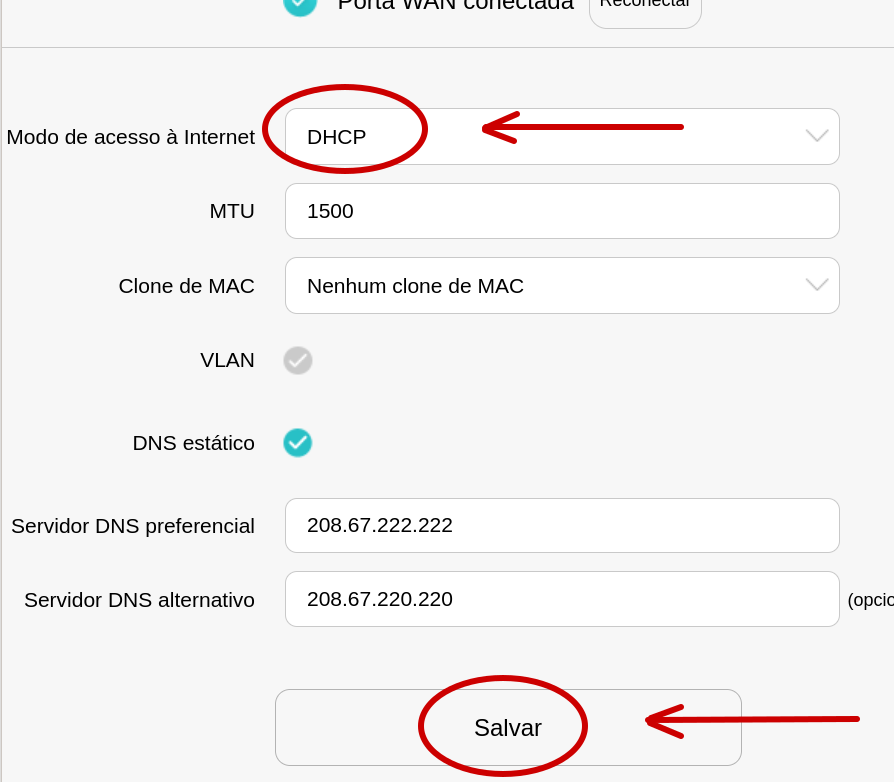 Porta WAN conectada Reconectar
Modo de acesso à Internet DHCP
MTU 1500
Clone de MAC Nenhum clone de MAC
VLAN
DNS estático
Servidor DNS preferencial 208.67.222.222
Servidor DNS alternativo 208.67.220.220 (opcio
Salvar